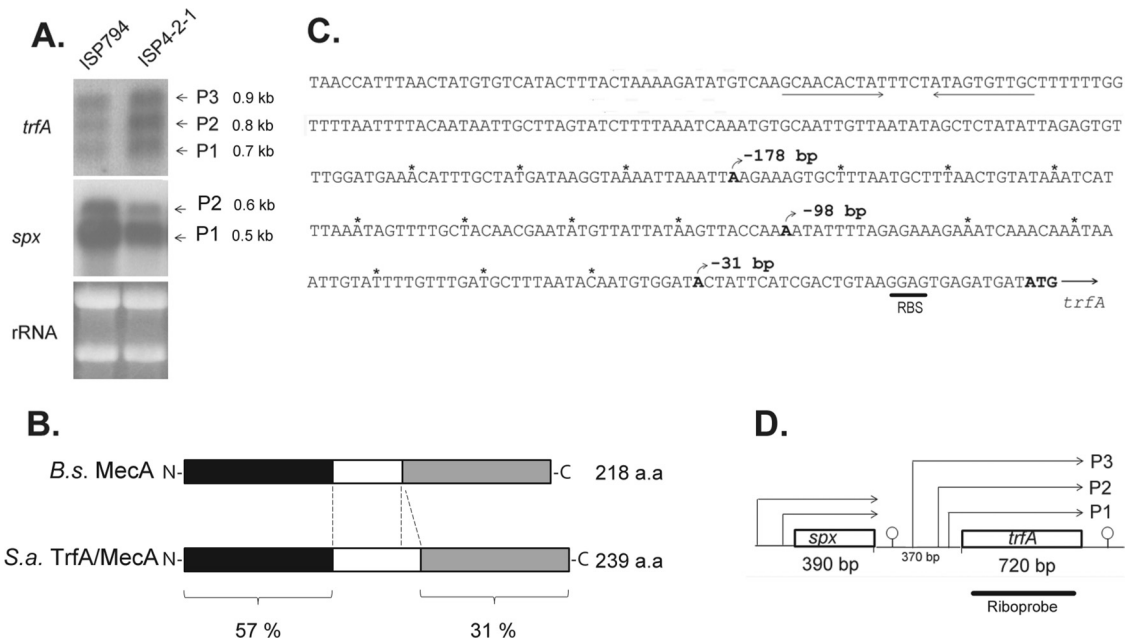 A.
ISP794
ISP4-2-1
trfA
P3 0.9 kb
P2 0.8 kb
P1 0.7 kb
spx
P2 0.6 kb
P1 0.5 kb
rRNA
B.
B.s. MecA N- -C 218 a.a
S.a. TrfA/MecA N- -C 239 a.a
57 % 31 %
C.
TAACCATTTAACTATGTGTCATACTTTACTAAAAGATATGTCAAGCAACACTATTTCTATAGTGTTGCTTTTTTGG
TTTTAATTTTACAATAATTGCTTAGTATCTTTTAAATCAAATGTGCAATTGTTAATATAGCTCTATATTAGAGTGT
-178 bp
* * * * * *
TTGGATGAAACATTTGCTATGATAAGGTAAAATTAAATTAAGAAAGTGCTTTAATGCTTTAACTGTATAAATCAT
-98 bp
* * * * * *
TTAAATAGTTTTGCTACAACGAATATGTTATTATAAGTTACCAAAATATTTTAGAGAAAGAAATCAAACAAATAA
-31 bp
* * *
ATTGTATTTTGTTTGATGCTTTAATACAATGTGGATACTATTCATCGACTGTAAGGAGTGAGATGATATG
RBS
trfA
D.
P3
P2
P1
spx trfA
390 bp 370 bp 720 bp
Riboprobe